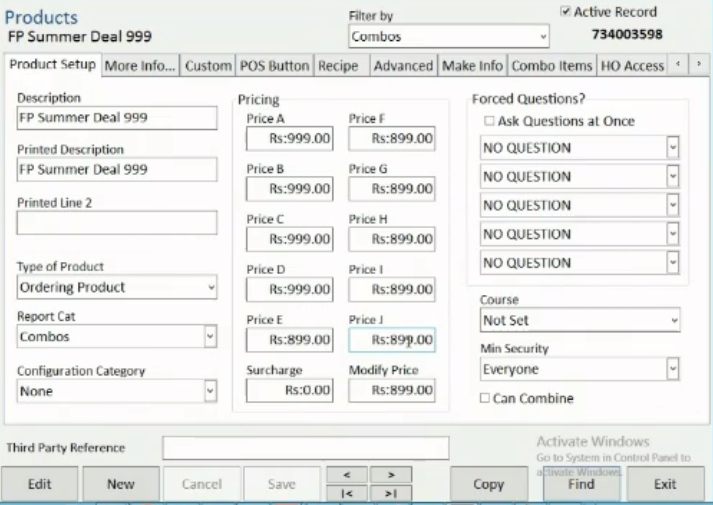 Products
FP Summer Deal 999
Filter by
Combos
Active Record
734003598
Product Setup More Info... Custom POS Button Recipe Advanced Make Info Combo Items HO Access
Description
FP Summer Deal 999
Printed Description
FP Summer Deal 999
Printed Line 2
Type of Product
Ordering Product
Report Cat
Combos
Configuration Category
None
Pricing
Price A Price F
Rs:999.00 Rs:899.00
Price B Price G
Rs:999.00 Rs:899.00
Price C Price H
Rs:999.00 Rs:899.00
Price D Price I
Rs:999.00 Rs:899.00
Price E Price J
Rs:899.00 Rs:899.00
Surcharge Modify Price
Rs:0.00 Rs:899.00
Forced Questions?
Ask Questions at Once
NO QUESTION
NO QUESTION
NO QUESTION
NO QUESTION
NO QUESTION
Course
Not Set
Min Security
Everyone
Can Combine
Third Party Reference
Activate Windows
Go to System in Control Panel to
activate Windows.
Edit New Cancel Save < > |< >| Copy Find Exit